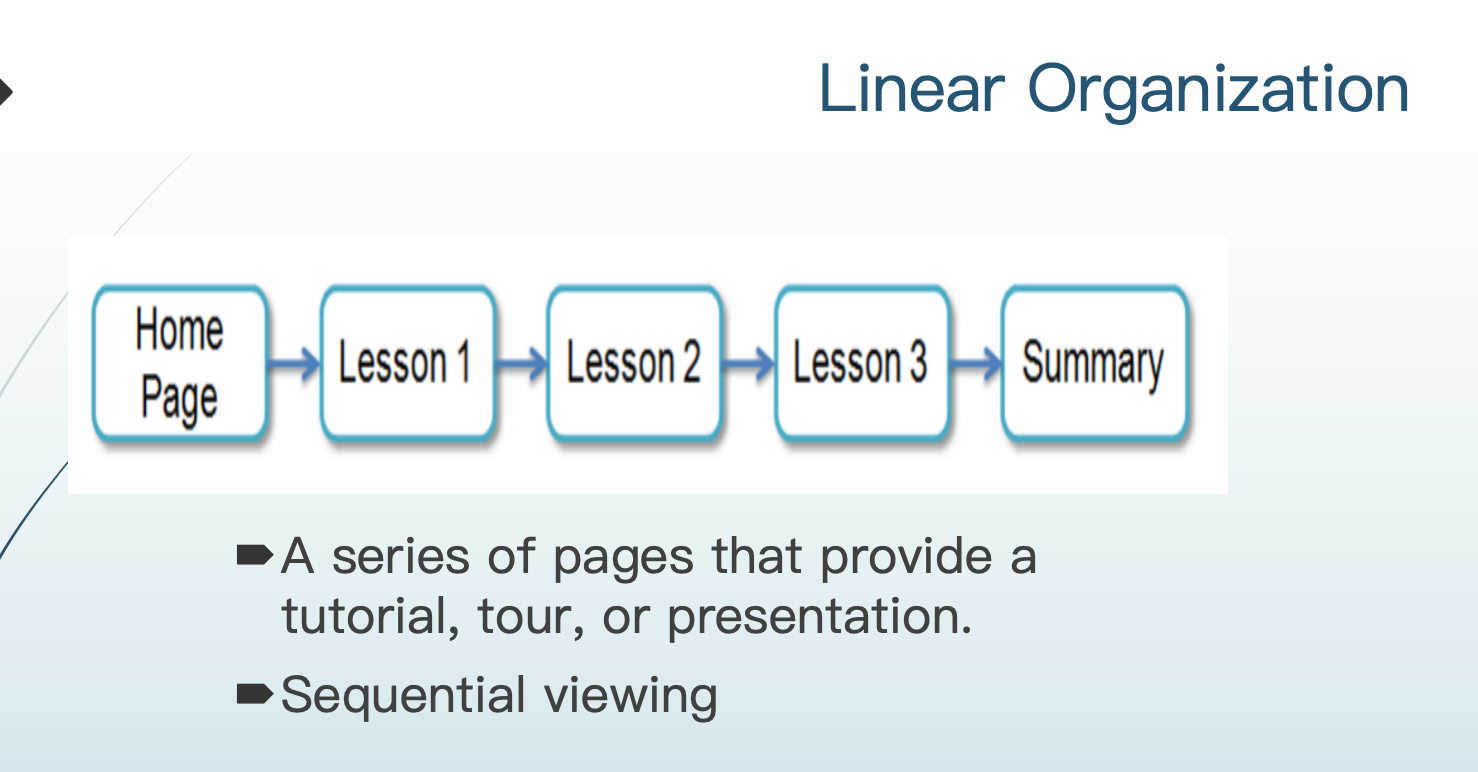 Linear Organization
Home
Page
Lesson 1
Lesson 2
Lesson 3
Summary
A series of pages that provide a
tutorial, tour, or presentation.
Sequential viewing